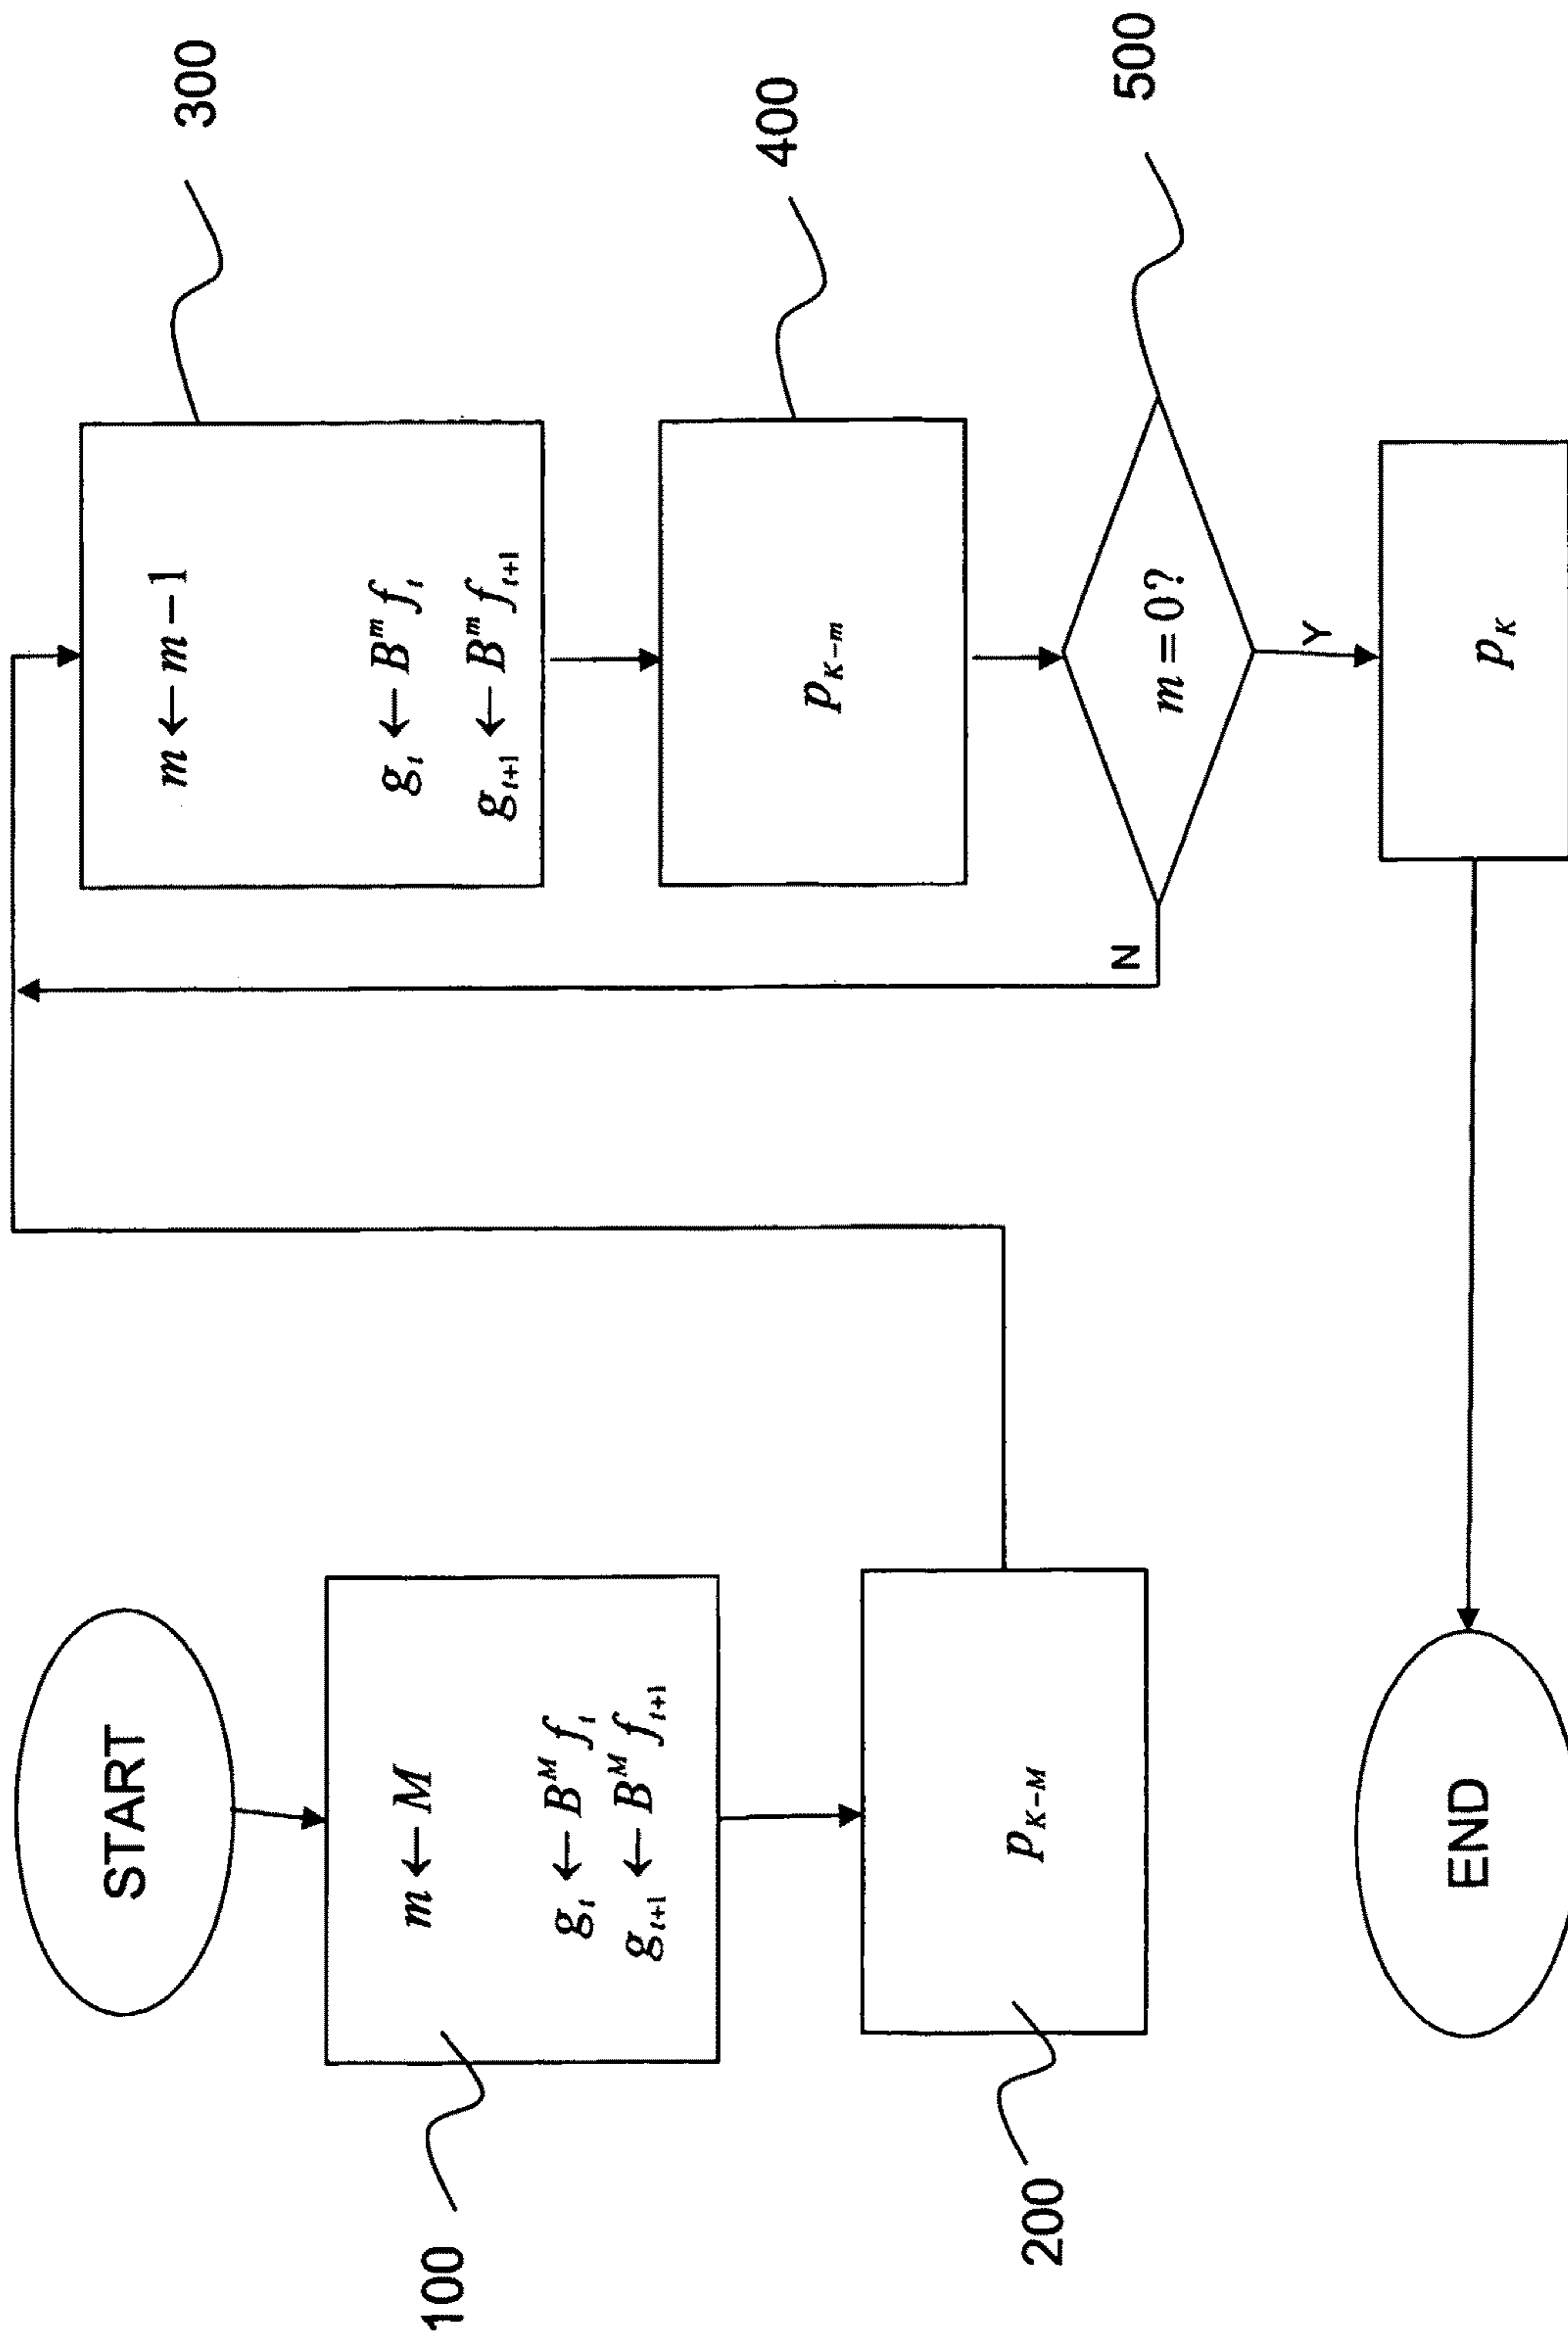 START
m ← M
g_t ← B^M f_t
g_{t+1} ← B^M f_{t+1}
100
p_{K-M}
200
m ← m − 1
g_t ← B^m f_t
g_{t+1} ← B^m f_{t+1}
300
p_{K-m}
400
m = 0?
500
N
Y
p_K
END